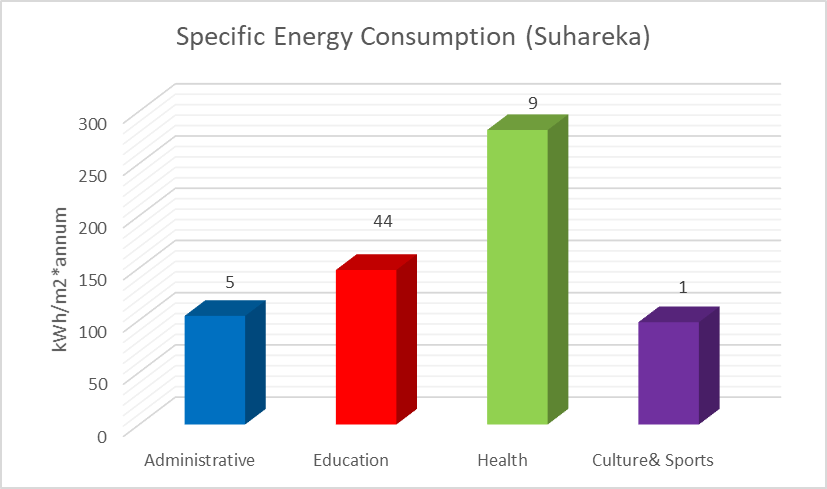 Specific Energy Consumption (Suhareka)
kWh/m2*annum
300
250
200
150
100
50
0
5
44
9
1
Administrative
Education
Health
Culture& Sports